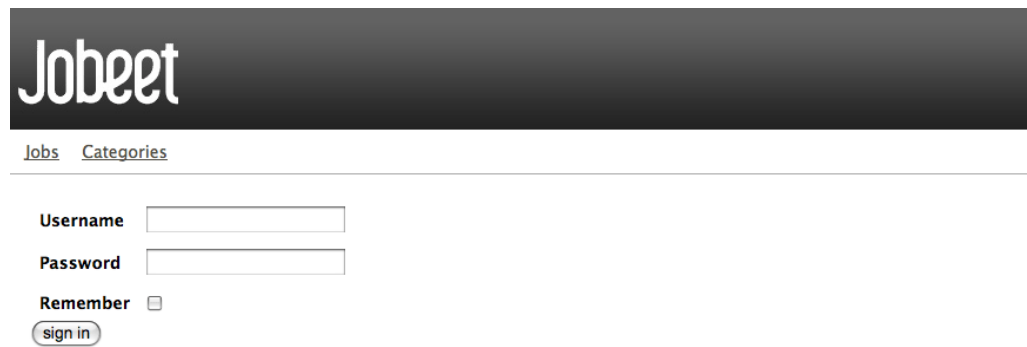 Jobeet
Jobs Categories
Username
Password
Remember
sign in